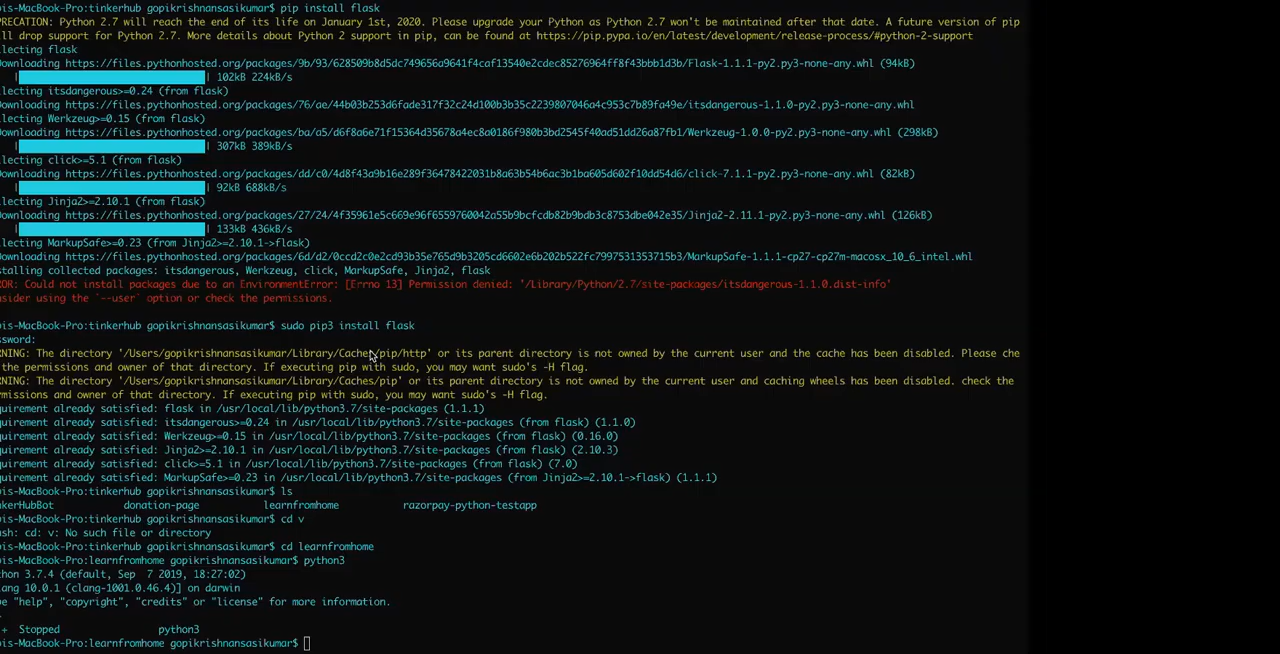 ois-MacBook-Pro:tinkerhub gopikrishnansasikumar$ pip install flask
PRECATION: Python 2.7 will reach the end of its life on January 1st, 2020. Please upgrade your Python as Python 2.7 won't be maintained after that date. A future version of pip
ll drop support for Python 2.7. More details about Python 2 support in pip, can be found at https://pip.pypa.io/en/latest/development/release-process/#python-2-support
llecting flask
Downloading https://files.pythonhosted.org/packages/9b/93/628509b8d5dc749656a9641f4caf13540e2cdec85276964ff8f43bbb1d3b/Flask-1.1.1-py2.py3-none-any.whl (94kB)
| | 102kB 224kB/s
llecting itsdangerous>=0.24 (from flask)
Downloading https://files.pythonhosted.org/packages/76/ae/44b03b253d6fade317f32c24d100b3b35c2239807046a4c953c7b89fa49e/itsdangerous-1.1.0-py2.py3-none-any.whl
llecting Werkzeug>=0.15 (from flask)
Downloading https://files.pythonhosted.org/packages/ba/a5/d6f8a6e71f15364d35678a4ec8a0186f980b3bd2545f40ad51dd26a87fb1/Werkzeug-1.0.0-py2.py3-none-any.whl (298kB)
| | 307kB 389kB/s
llecting click>=5.1 (from flask)
Downloading https://files.pythonhosted.org/packages/dd/c0/4d8f43a9b16e289f36478422031b8a63b54b6ac3b1ba605d602f10dd54d6/click-7.1.1-py2.py3-none-any.whl (82kB)
| | 92kB 688kB/s
llecting Jinja2>=2.10.1 (from flask)
Downloading https://files.pythonhosted.org/packages/27/24/4f35961e5c669e96f6559760042a55b9bcfcdb82b9bdb3c8753dbe042e35/Jinja2-2.11.1-py2.py3-none-any.whl (126kB)
| | 133kB 436kB/s
llecting MarkupSafe>=0.23 (from Jinja2>=2.10.1->flask)
Downloading https://files.pythonhosted.org/packages/6d/d2/0ccd2c0e2cd93b35e765d9b3205cd6602e6b202b522fc7997531353715b3/MarkupSafe-1.1.1-cp27-cp27m-macosx_10_6_intel.whl
stalling collected packages: itsdangerous, Werkzeug, click, MarkupSafe, Jinja2, flask
ROR: Could not install packages due to an EnvironmentError: [Errno 13] Permission denied: '/Library/Python/2.7/site-packages/itsdangerous-1.1.0.dist-info'
nsider using the `--user` option or check the permissions.
ois-MacBook-Pro:tinkerhub gopikrishnansasikumar$ sudo pip3 install flask
ssword:
RNING: The directory '/Users/gopikrishnansasikumar/Library/Caches/pip/http' or its parent directory is not owned by the current user and the cache has been disabled. Please che
the permissions and owner of that directory. If executing pip with sudo, you may want sudo's -H flag.
RNING: The directory '/Users/gopikrishnansasikumar/Library/Caches/pip' or its parent directory is not owned by the current user and caching wheels has been disabled. check the
rmissions and owner of that directory. If executing pip with sudo, you may want sudo's -H flag.
quirement already satisfied: flask in /usr/local/lib/python3.7/site-packages (1.1.1)
quirement already satisfied: itsdangerous>=0.24 in /usr/local/lib/python3.7/site-packages (from flask) (1.1.0)
quirement already satisfied: Werkzeug>=0.15 in /usr/local/lib/python3.7/site-packages (from flask) (0.16.0)
quirement already satisfied: Jinja2>=2.10.1 in /usr/local/lib/python3.7/site-packages (from flask) (2.10.3)
quirement already satisfied: click>=5.1 in /usr/local/lib/python3.7/site-packages (from flask) (7.0)
quirement already satisfied: MarkupSafe>=0.23 in /usr/local/lib/python3.7/site-packages (from Jinja2>=2.10.1->flask) (1.1.1)
ois-MacBook-Pro:tinkerhub gopikrishnansasikumar$ ls
nkerHubBot donation-page learnfromhome razorpay-python-testapp
ois-MacBook-Pro:tinkerhub gopikrishnansasikumar$ cd v
ash: cd: v: No such file or directory
ois-MacBook-Pro:tinkerhub gopikrishnansasikumar$ cd learnfromhome
ois-MacBook-Pro:learnfromhome gopikrishnansasikumar$ python3
thon 3.7.4 (default, Sep 7 2019, 18:27:02)
lang 10.0.1 (clang-1001.0.46.4)] on darwin
pe "help", "copyright", "credits" or "license" for more information.
+ Stopped python3
ois-MacBook-Pro:learnfromhome gopikrishnansasikumar$